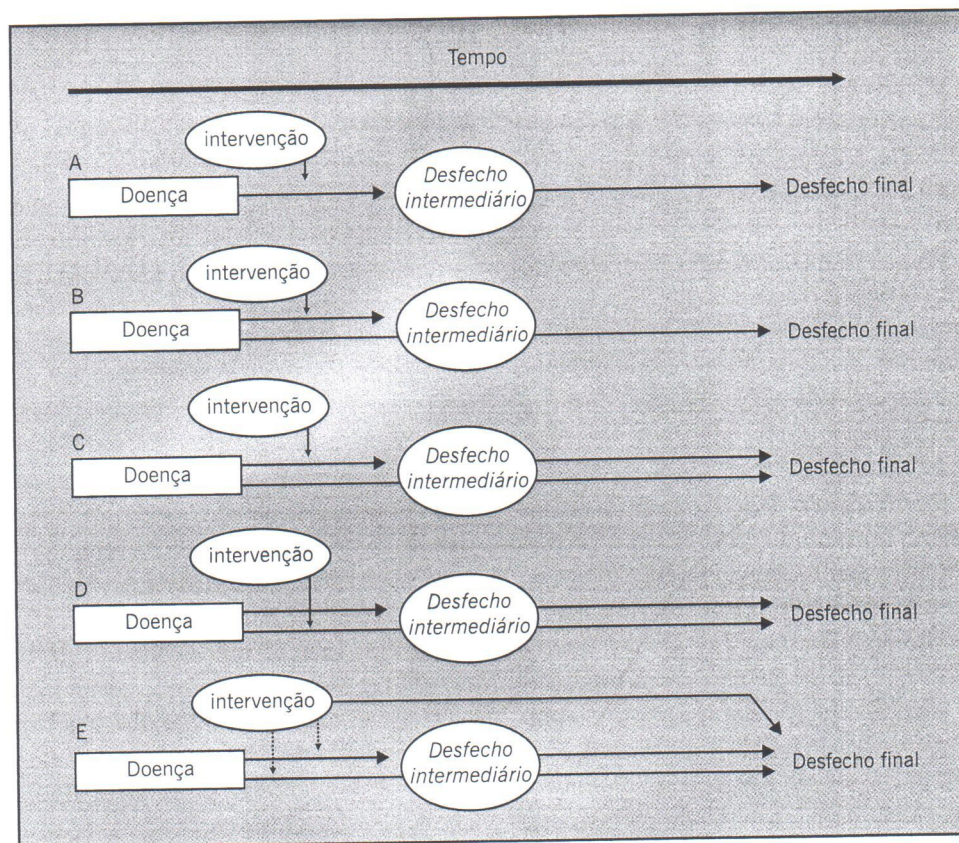 Tempo
intervenção
A
Doença
Desfecho
intermediário
Desfecho final
intervenção
B
Doença
Desfecho
intermediário
Desfecho final
intervenção
C
Doença
Desfecho
intermediário
Desfecho final
intervenção
D
Doença
Desfecho
intermediário
Desfecho final
intervenção
E
Doença
Desfecho
intermediário
Desfecho final